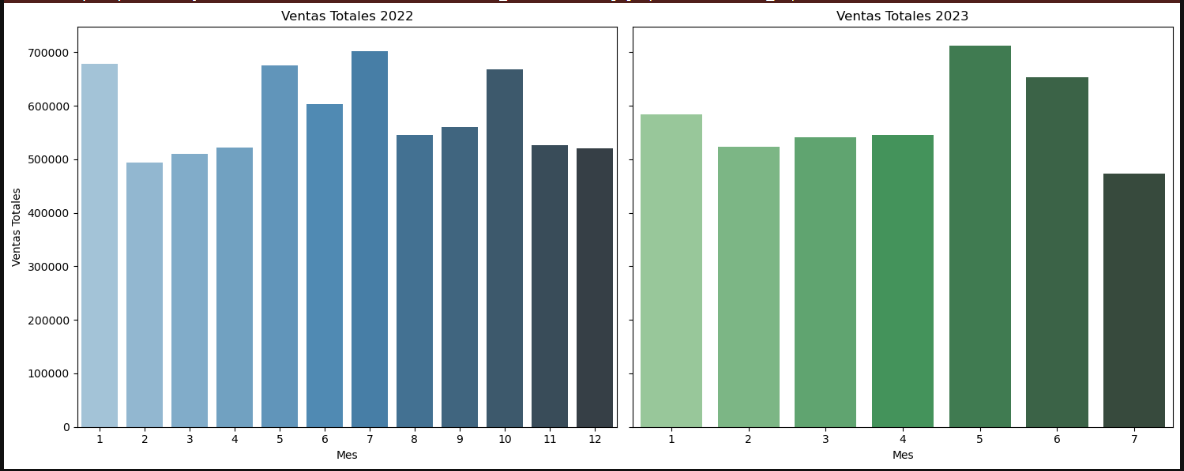 Ventas Totales 2022
Ventas Totales 2023
Ventas Totales
700000
600000
500000
400000
300000
200000
100000
0
1 2 3 4 5 6 7 8 9 10 11 12
Mes
1 2 3 4 5 6 7
Mes